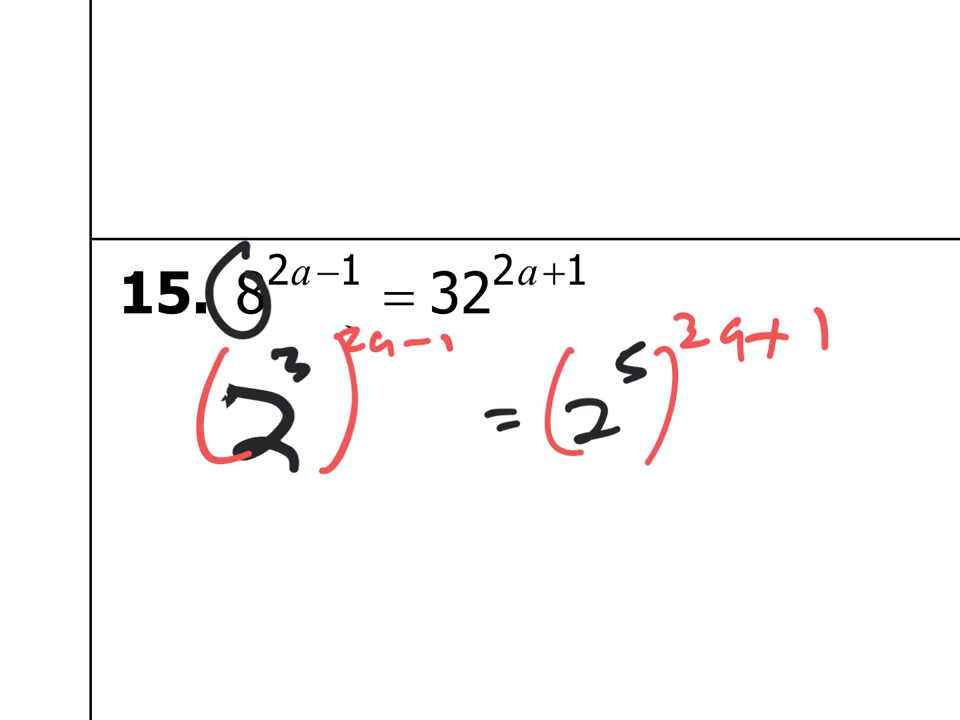 15. 8^{2a-1} = 32^{2a+1}
(2^3)^{2a-1} = (2^5)^{2a+1}